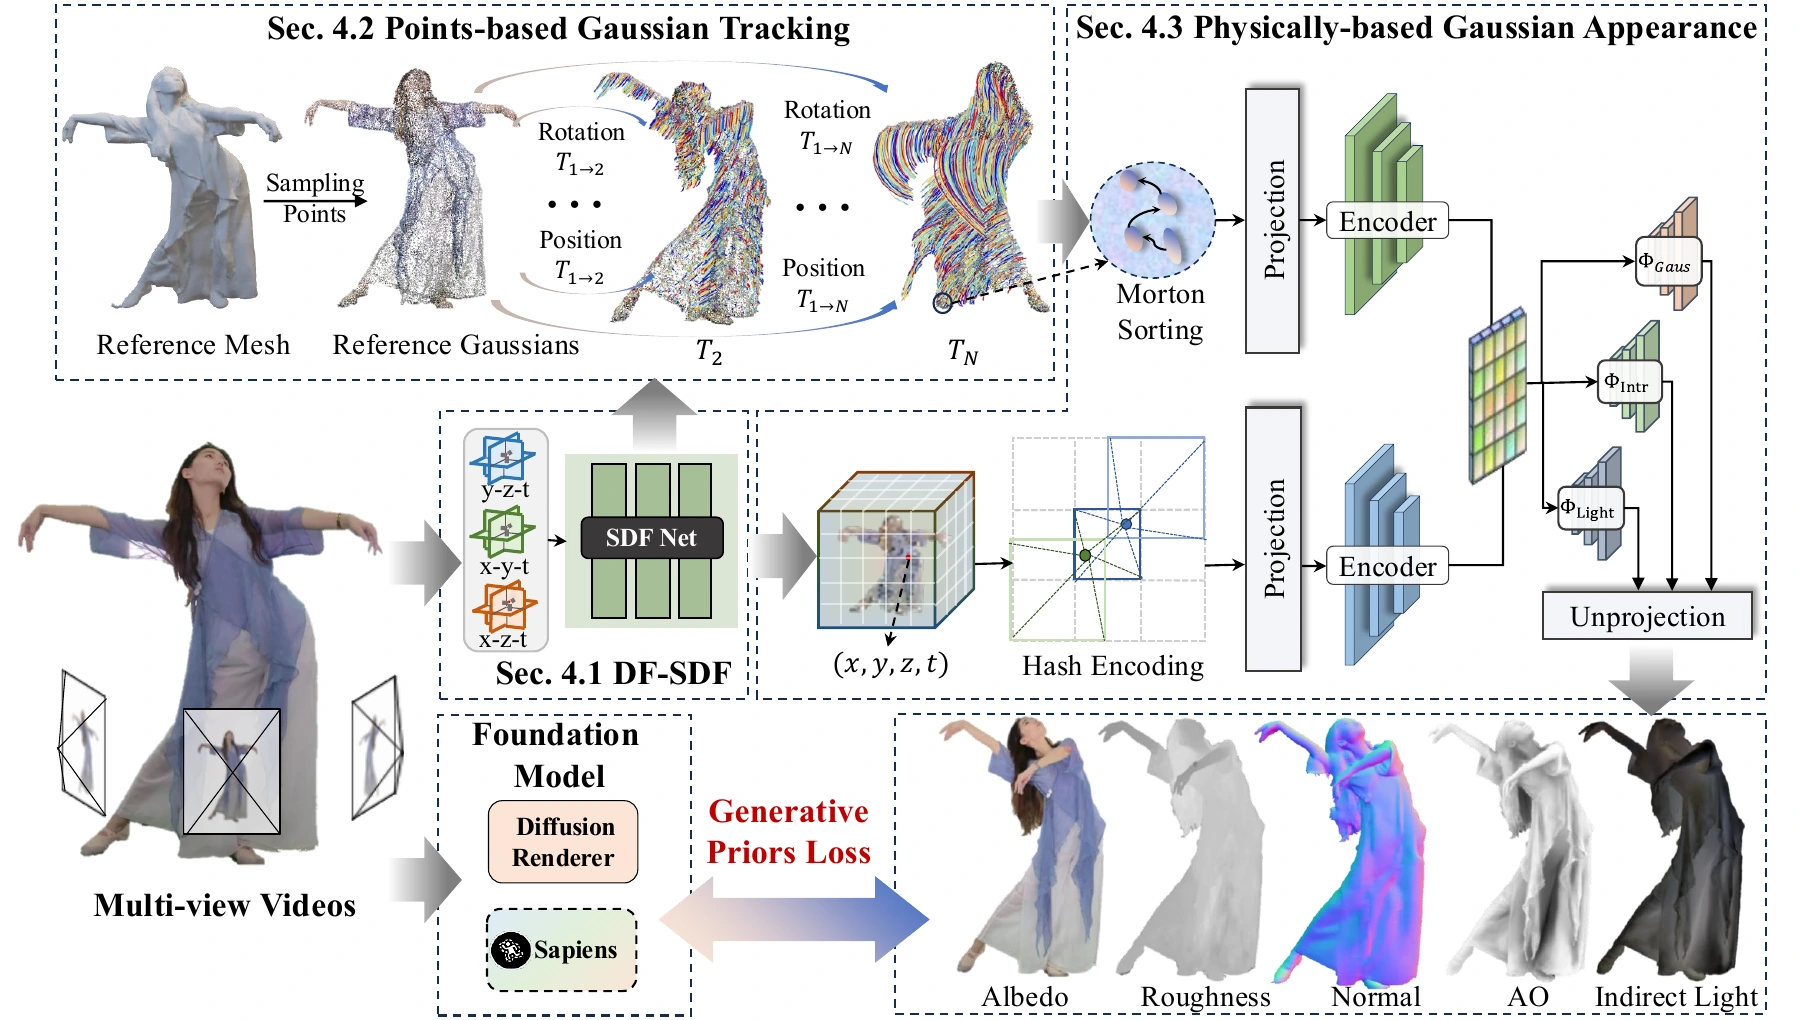 Sec. 4.2 Points-based Gaussian Tracking
Sampling
Points
Rotation
T1→2
Position
T1→2
Rotation
T1→N
Position
T1→N
Reference Mesh
Reference Gaussians
T2
TN
Sec. 4.3 Physically-based Gaussian Appearance
Morton
Sorting
Projection
Encoder
ΦGaus
ΦIntr
ΦLight
Unprojection
y-z-t
x-y-t
x-z-t
SDF Net
Sec. 4.1 DF-SDF
(x, y, z, t)
Hash Encoding
Projection
Encoder
Multi-view Videos
Foundation
Model
Diffusion
Renderer
Sapiens
Generative
Priors Loss
Albedo
Roughness
Normal
AO
Indirect Light